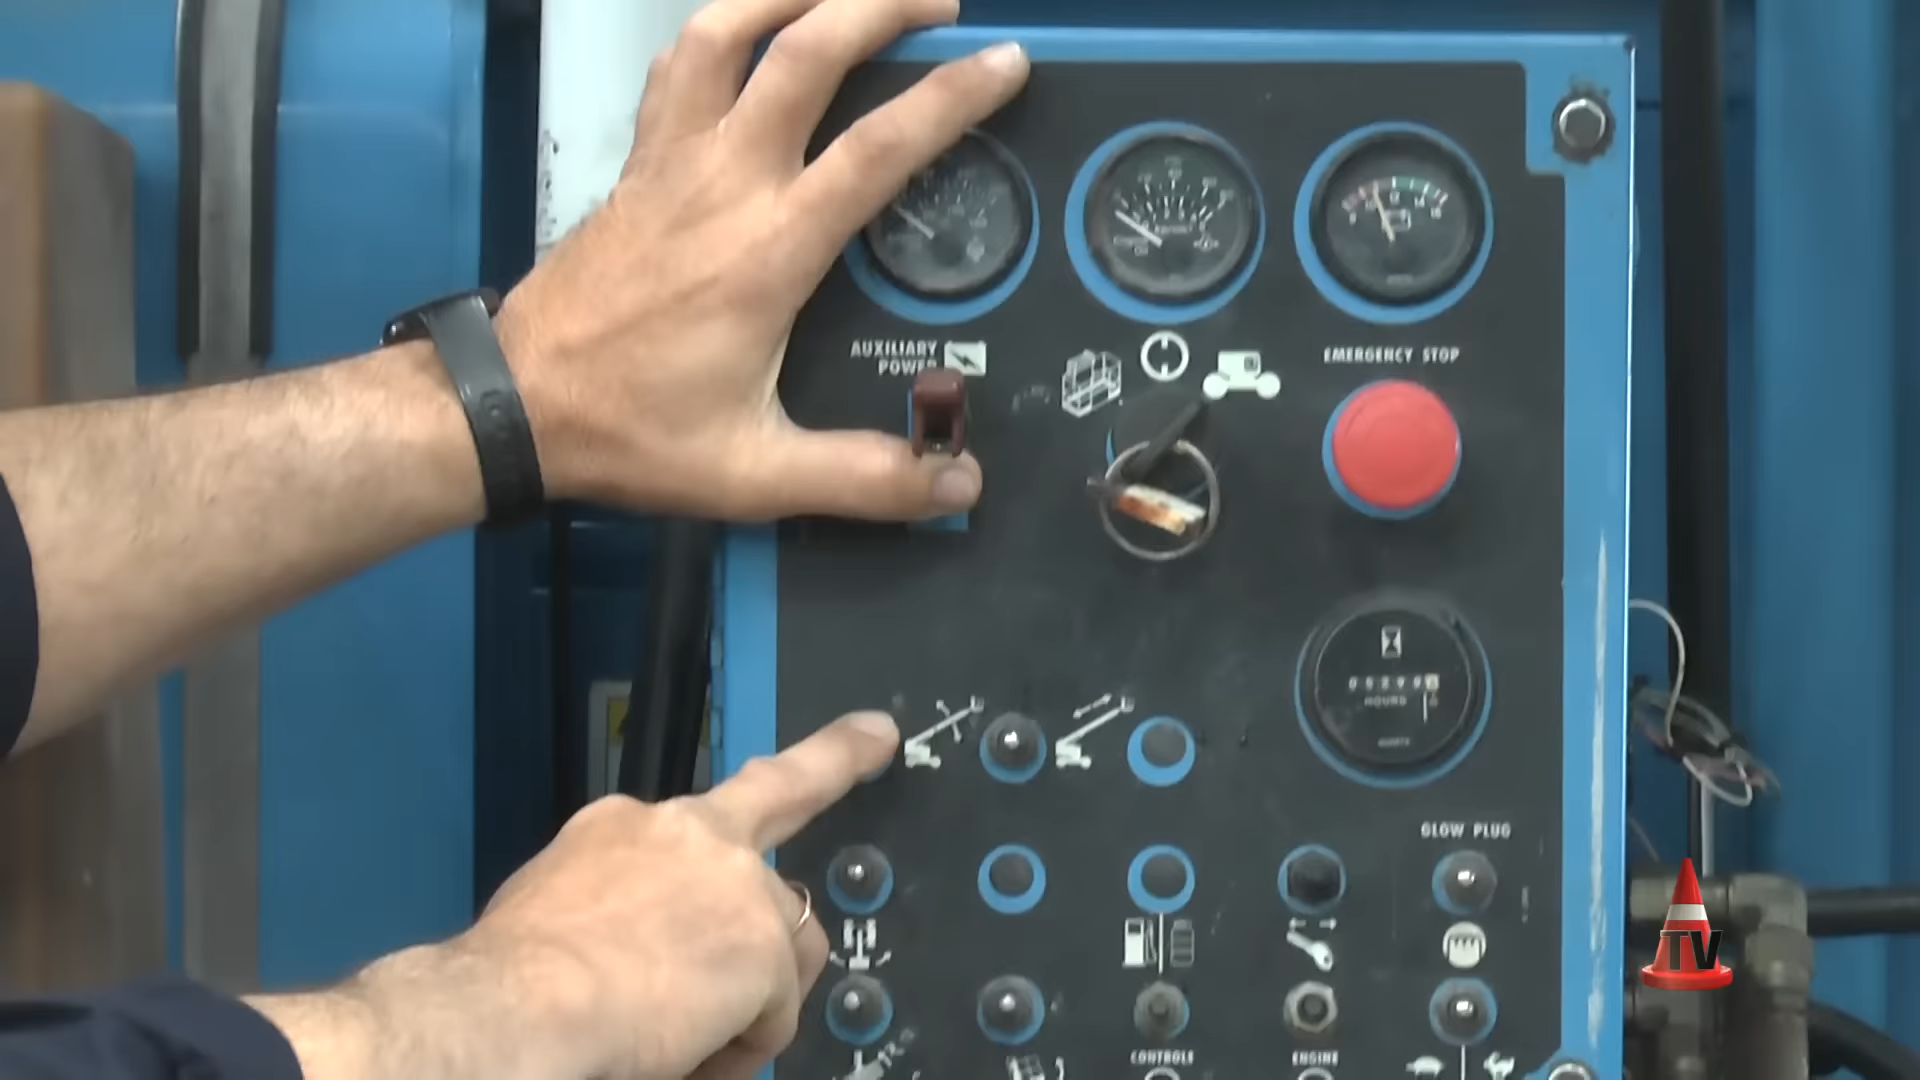 AUXILIARY
POWER
EMERGENCY STOP
HOURS
GLOW PLUG
CONTROLS
ENGINE
TV